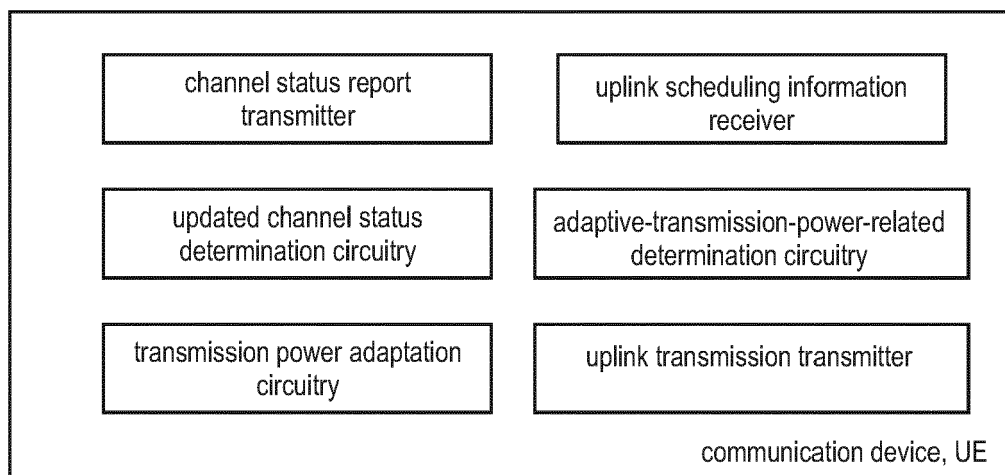 channel status report
transmitter
uplink scheduling information
receiver
updated channel status
determination circuitry
adaptive-transmission-power-related
determination circuitry
transmission power adaptation
circuitry
uplink transmission transmitter
communication device, UE